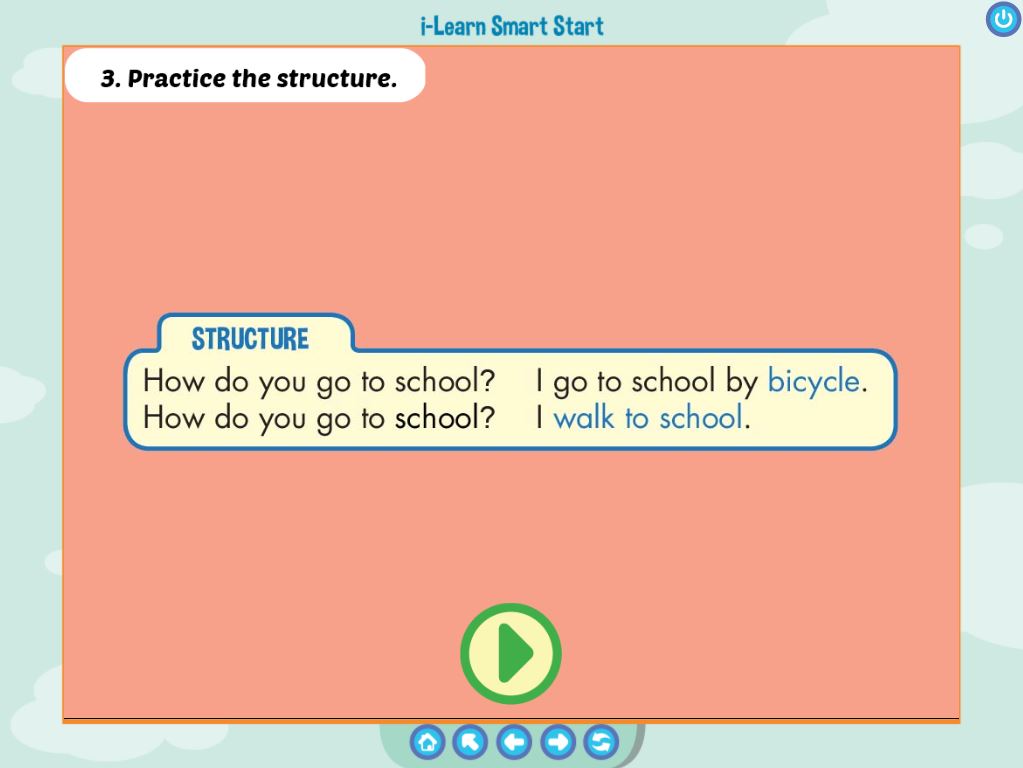 i-Learn Smart Start
3. Practice the structure.
STRUCTURE
How do you go to school? I go to school by bicycle.
How do you go to school? I walk to school.